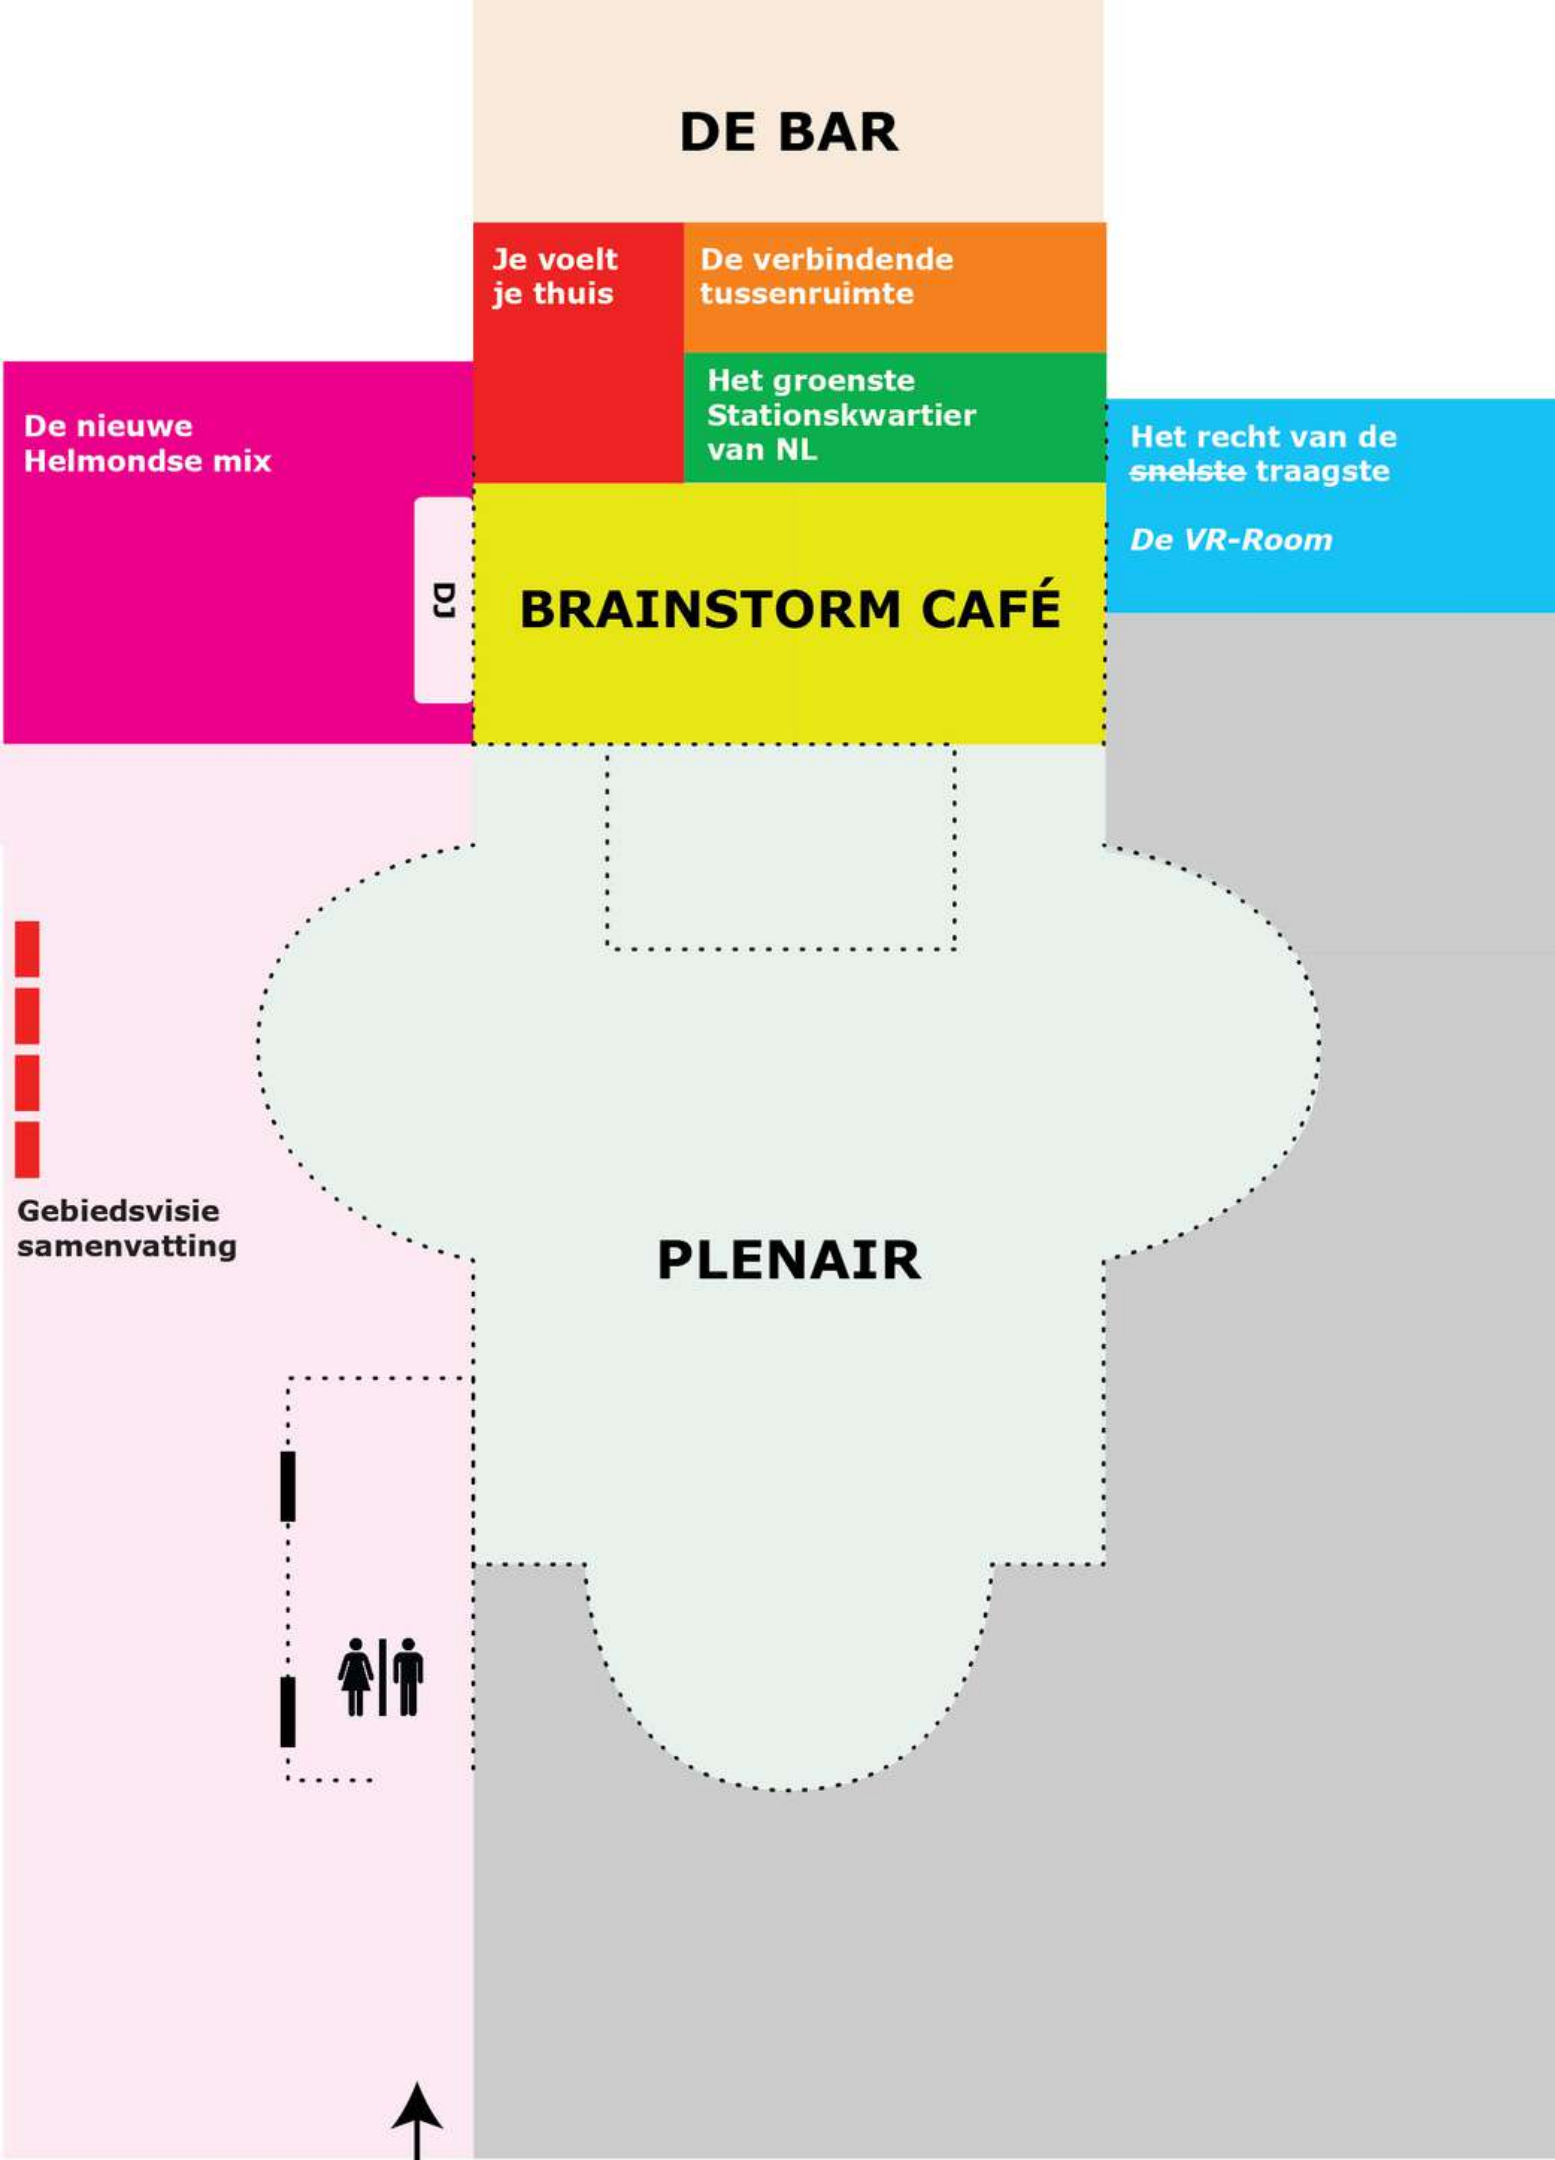 DE BAR
Je voelt
je thuis
De verbindende
tussenruimte
Het groenste
Stationskwartier
van NL
De nieuwe
Helmondse mix
Het recht van de
snelste traagste
De VR-Room
DJ
BRAINSTORM CAFÉ
Gebiedsvisie
samenvatting
PLENAIR